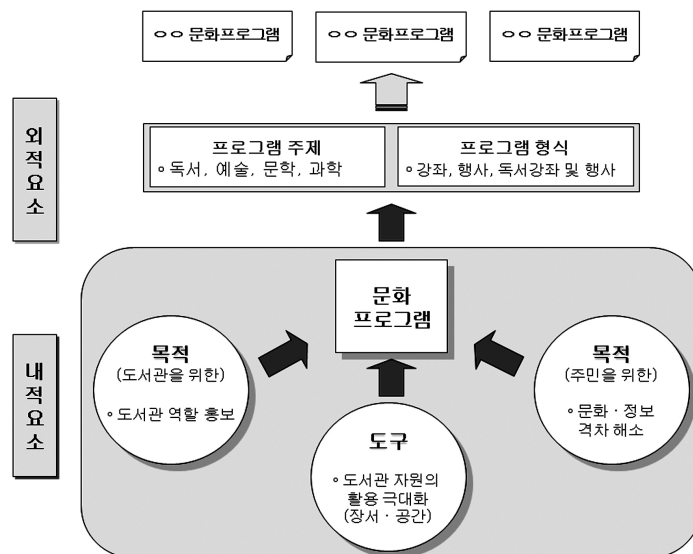 ㅇㅇ 문화프로그램
ㅇㅇ 문화프로그램
ㅇㅇ 문화프로그램
외적요소
프로그램 주제
◦독서, 예술, 문학, 과학
프로그램 형식
◦강좌, 행사, 독서강좌 및 행사
내적요소
문화
프로그램
목적
(도서관을 위한)
◦도서관 역할 홍보
도구
◦도서관 자원의
활용 극대화
(장서 · 공간)
목적
(주민을 위한)
◦문화 · 정보
격차 해소